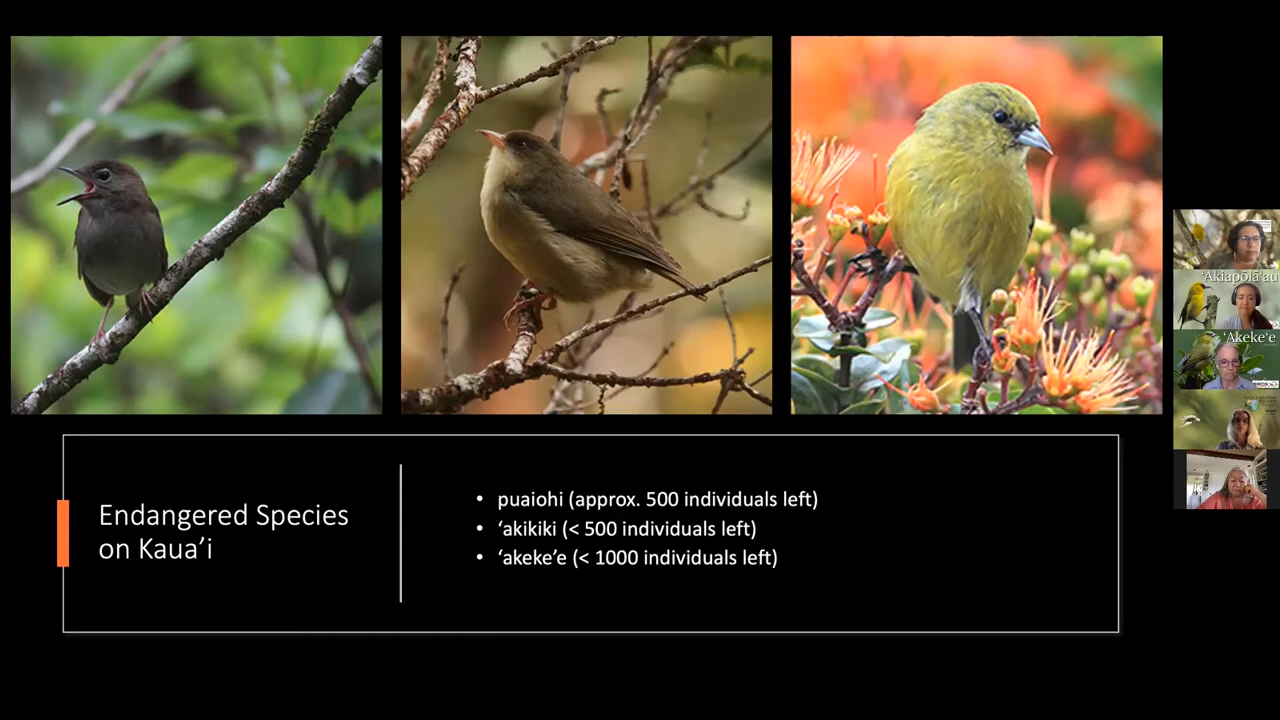 Endangered Species
on Kaua’i
• puaiohi (approx. 500 individuals left)
• ‘akikiki (< 500 individuals left)
• ‘akeke’e (< 1000 individuals left)
‘Akiapōlā‘au
‘Akeke‘e